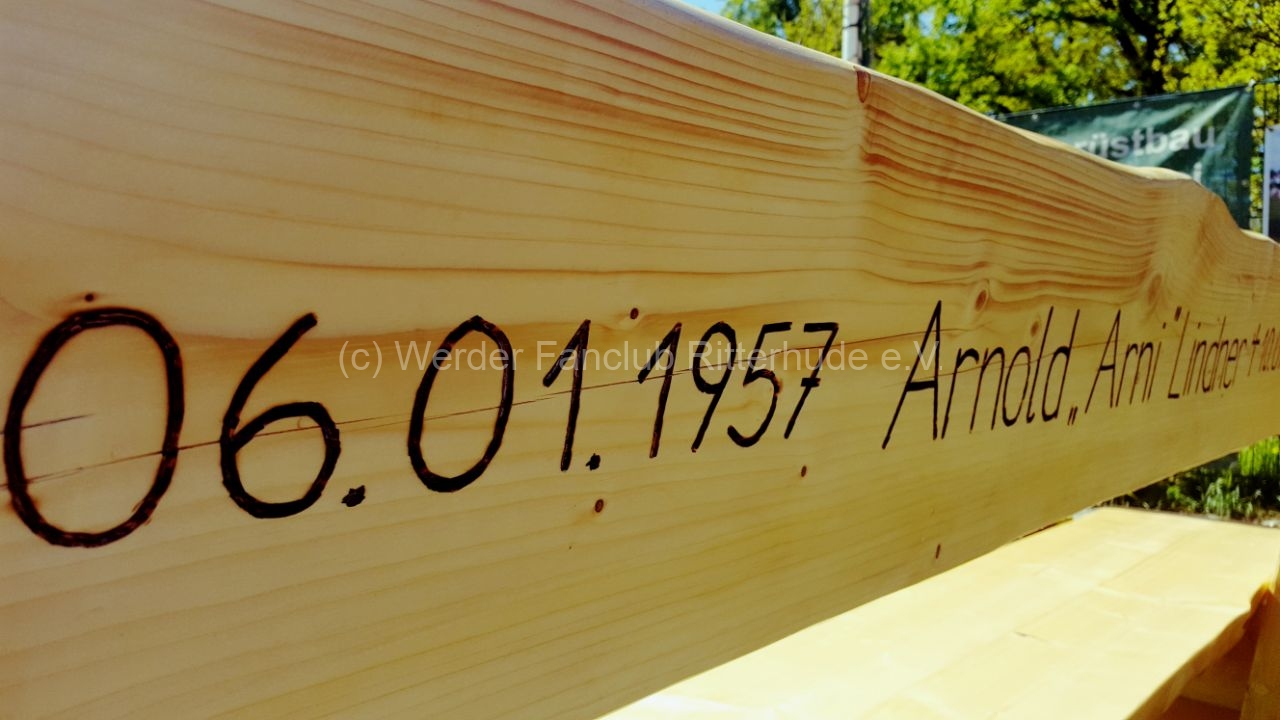 rüstbau
(c) Werder Fanclub Ritterhude e.V.
06.01.1957 Arnold „Arni" Lindner +